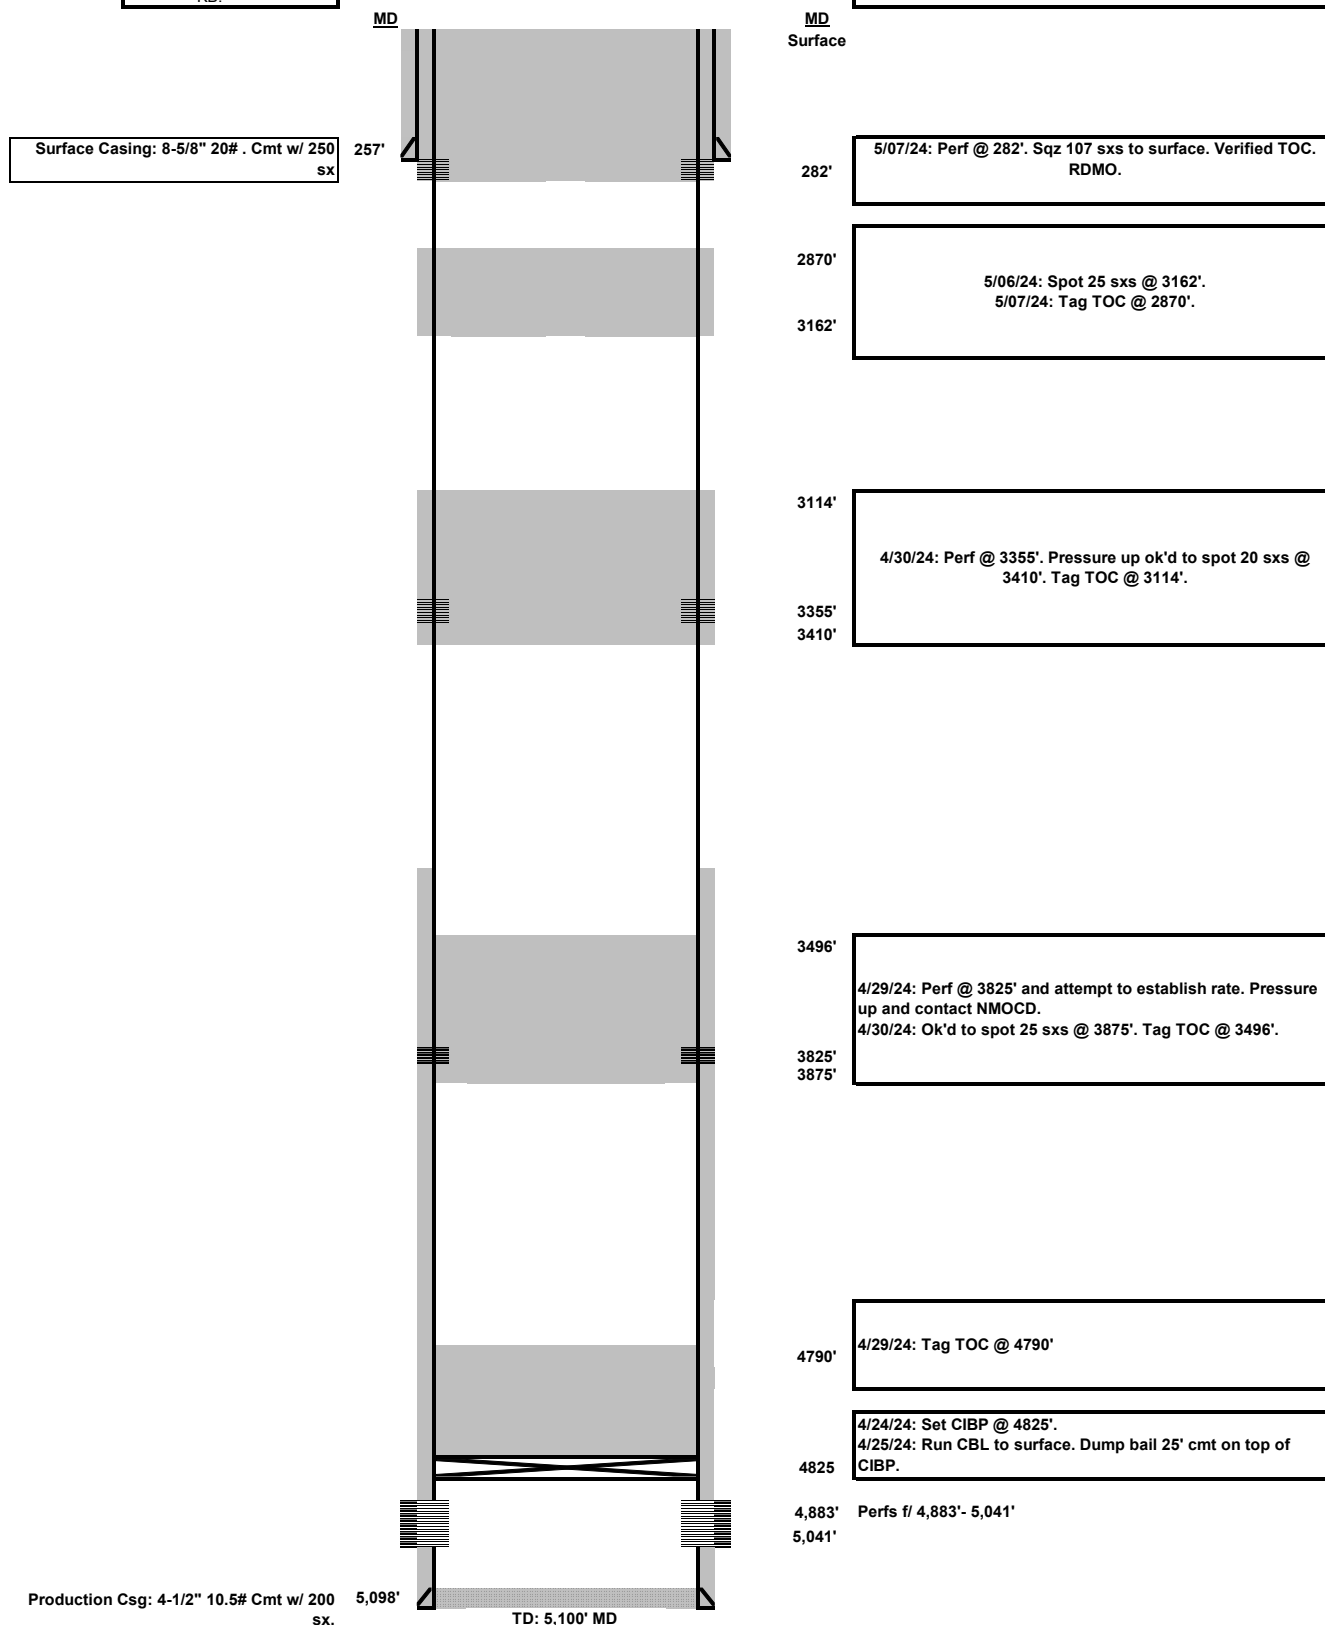 MD
MD
Surface
Surface Casing: 8-5/8" 20# . Cmt w/ 250
sx
257'
282'
5/07/24: Perf @ 282'. Sqz 107 sxs to surface. Verified TOC.
RDMO.
2870'
3162'
5/06/24: Spot 25 sxs @ 3162'.
5/07/24: Tag TOC @ 2870'.
3114'
3355'
3410'
4/30/24: Perf @ 3355'. Pressure up ok'd to spot 20 sxs @
3410'. Tag TOC @ 3114'.
3496'
3825'
3875'
4/29/24: Perf @ 3825' and attempt to establish rate. Pressure
up and contact NMOCD.
4/30/24: Ok'd to spot 25 sxs @ 3875'. Tag TOC @ 3496'.
4790'
4/29/24: Tag TOC @ 4790'
4825
4/24/24: Set CIBP @ 4825'.
4/25/24: Run CBL to surface. Dump bail 25' cmt on top of
CIBP.
4,883'
Perfs f/ 4,883'- 5,041'
5,041'
Production Csg: 4-1/2" 10.5# Cmt w/ 200
sx.
5,098'
TD: 5,100' MD